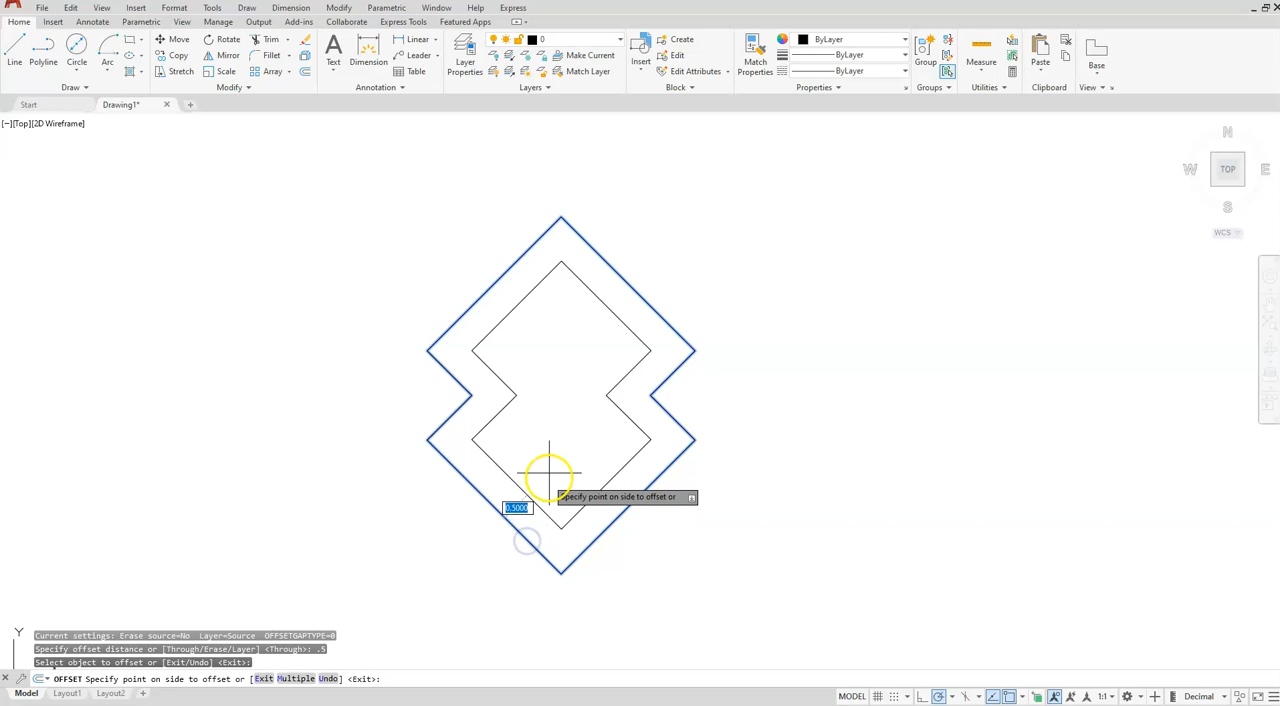 File Edit View Insert Format Tools Draw Dimension Modify Parametric Window Help Express
Home Insert Annotate Parametric View Manage Output Add-ins Collaborate Express Tools Featured Apps
Line Polyline Circle Arc
Move Rotate Trim
Copy Mirror Fillet
Stretch Scale Array
Text Dimension
Linear
Leader
Table
Layer Properties
0
Make Current
Match Layer
Insert
Create
Edit
Edit Attributes
Match Properties
ByLayer
ByLayer
ByLayer
Group
Measure
Paste
Base
Draw Modify Annotation Layers Block Properties Groups Utilities Clipboard View
Start Drawing1*
[−][Top][2D Wireframe]
N
W TOP E
S
WCS
Specify point on side to offset or
0.5000
Y
Current settings: Erase source=No Layer=Source OFFSETGAPTYPE=0
Specify offset distance or [Through/Erase/Layer] <Through>: .5
Select object to offset or [Exit/Undo] <Exit>:
OFFSET Specify point on side to offset or [Exit Multiple Undo] <Exit>:
Model Layout1 Layout2
MODEL 1:1 Decimal